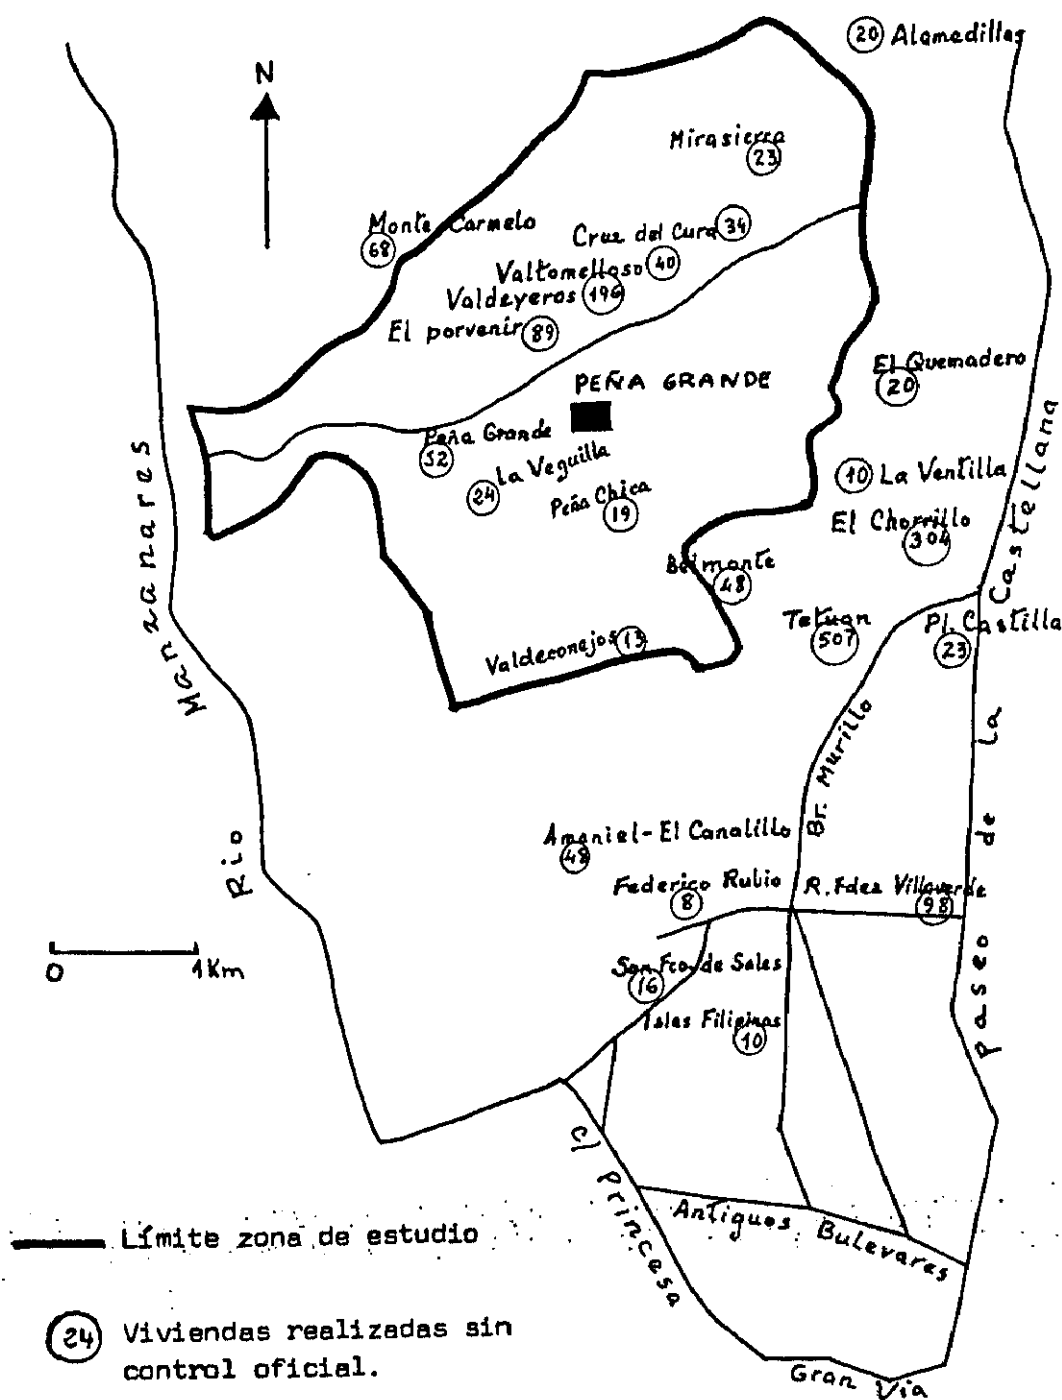 20 Alamedillas
N
Mirasierra
23
Monte Carmelo
68
Cruz del Cura 34
Valtomelloso 40
Valdeyeros 196
El porvenir 89
PEÑA GRANDE
El Quemadero
20
Peña Grande
52
La Veguilla
24
Peña Chica
19
10 La Ventilla
El Chorrillo
304
Belmonte
48
Tetuan
507
Pl. Castilla
23
Valdeconejos 13
Rio Manzanares
Br. Murillo
Paseo de La Castellana
Amaniel-El Canalillo
48
Federico Rubio
8
R. Fdez Villaverde
98
0 1Km
San Fco. de Sales
16
Islas Filipinas
10
c/ Princesa
Antiguos Bulevares
Gran Vía
Límite zona de estudio
24 Viviendas realizadas sin
control oficial.